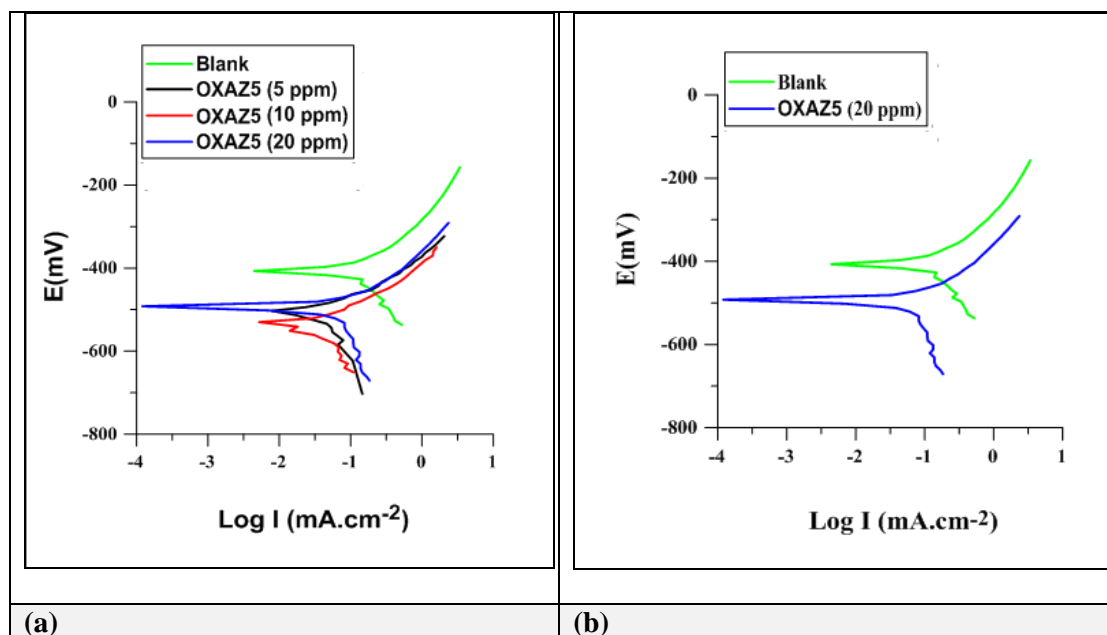 Blank
OXAZ5 (5 ppm)
OXAZ5 (10 ppm)
OXAZ5 (20 ppm)
0
-200
-400
-600
-800
E(mV)
-4 -3 -2 -1 0 1
Log I (mA.cm-2)
(a)
Blank
OXAZ5 (20 ppm)
0
-200
-400
-600
-800
E(mV)
-4 -3 -2 -1 0 1
Log I (mA.cm-2)
(b)